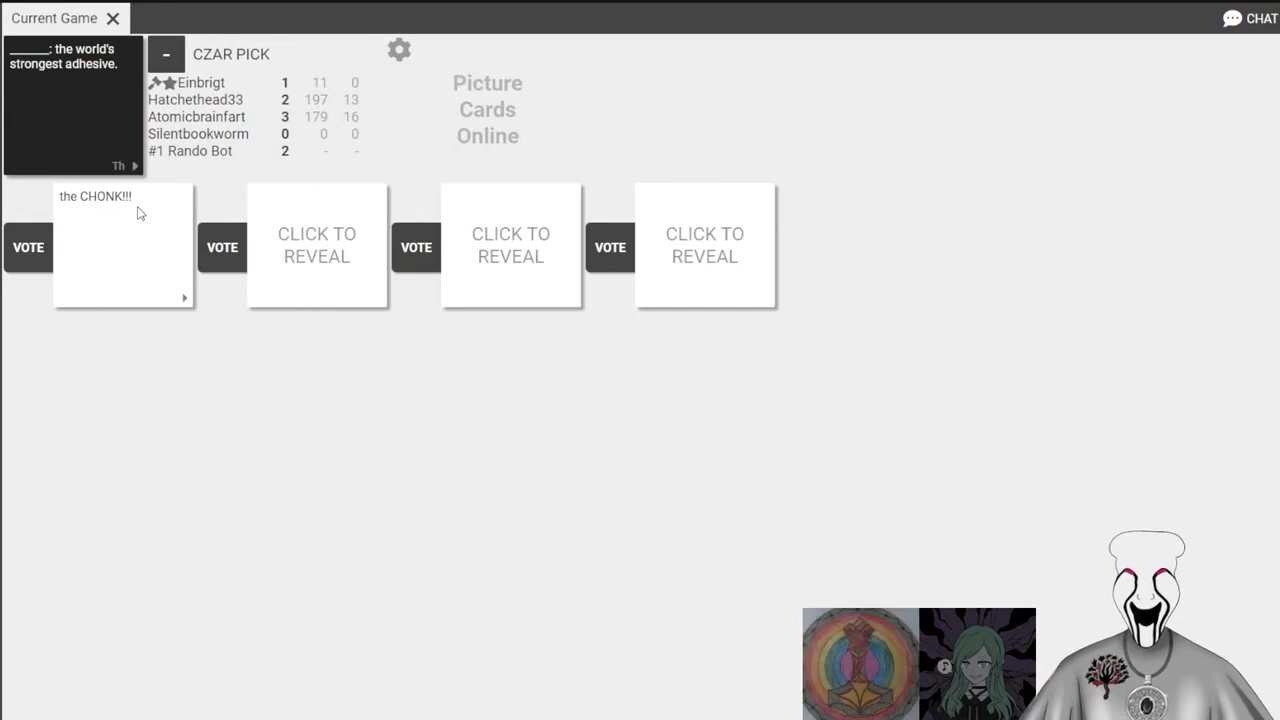 Current Game
CHAT
_____: the world's
strongest adhesive.
Th
-
CZAR PICK
Einbrigt 1 11 0
Hatchethead33 2 197 13
Atomicbrainfart 3 179 16
Silentbookworm 0 0 0
#1 Rando Bot 2 - -
Picture
Cards
Online
VOTE
the CHONK!!!
VOTE
CLICK TO
REVEAL
VOTE
CLICK TO
REVEAL
VOTE
CLICK TO
REVEAL